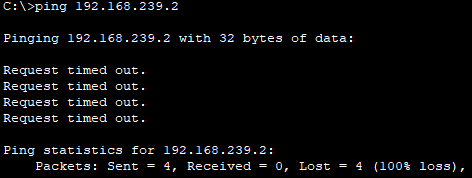 C:\>ping 192.168.239.2
Pinging 192.168.239.2 with 32 bytes of data:
Request timed out.
Request timed out.
Request timed out.
Request timed out.
Ping statistics for 192.168.239.2:
    Packets: Sent = 4, Received = 0, Lost = 4 (100% loss),